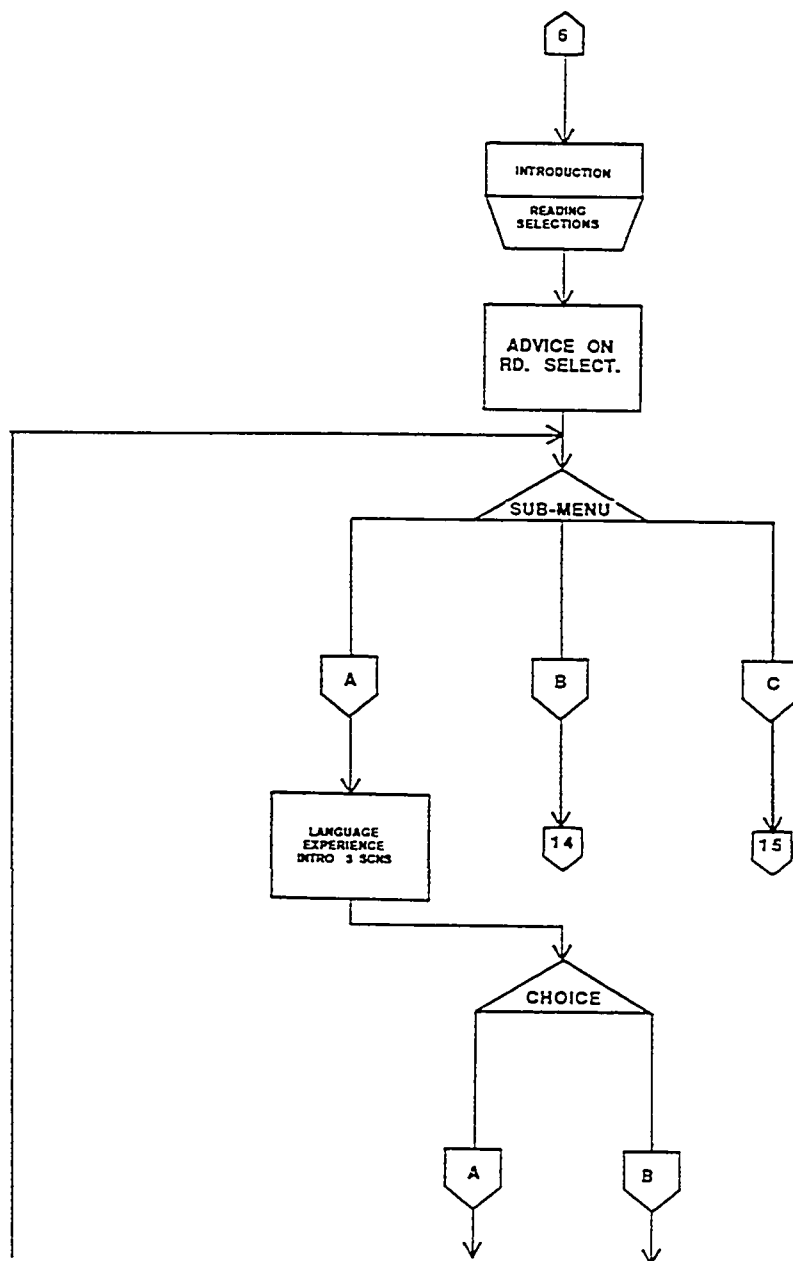 6
INTRODUCTION
READING
SELECTIONS
ADVICE ON
RD. SELECT.
SUB-MENU
A
B
C
LANGUAGE
EXPERIENCE
INTRO 3 SCNS
14
15
CHOICE
A
B